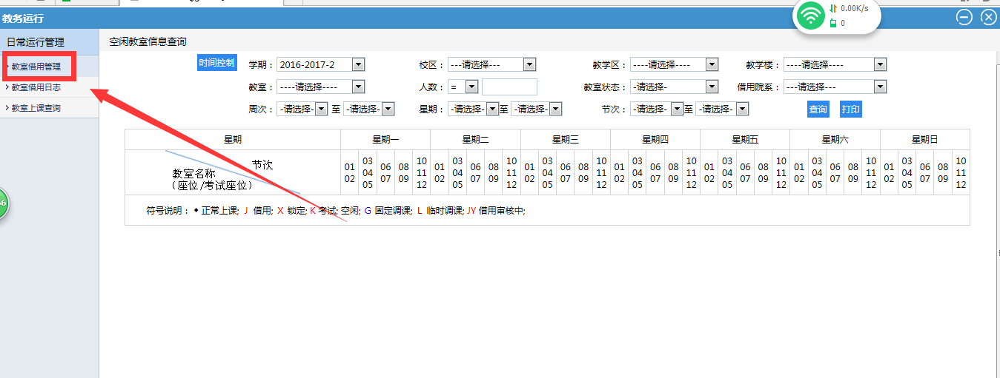 0.00K/s
教务运行
0
日常运行管理
空闲教室信息查询
教室借用管理
教室借用日志
教室上课查询
时间控制 学期： 2016-2017-2 校区： ---请选择--- 教学区： ----请选择---- 教学楼： ----请选择----
教室： ----请选择---- 人数： = 教室状态： -请选择- 借用院系： ---请选择---
周次： -请选择- 至 -请选择- 星期： -请选择- 至 -请选择- 节次： -请选择- 至 -请选择- 查询 打印
星期 星期一 星期二 星期三 星期四 星期五 星期六 星期日
节次
教室名称
（座位/考试座位）
01 03 06 08 10 01 03 06 08 10 01 03 06 08 10 01 03 06 08 10 01 03 06 08 10 01 03 06 08 10 01 03 06 08 10
02 04 07 09 11 02 04 07 09 11 02 04 07 09 11 02 04 07 09 11 02 04 07 09 11 02 04 07 09 11 02 04 07 09 11
05 12 05 12 05 12 05 12 05 12 05 12 05 12
符号说明：◆正常上课; J 借用; X 锁定; K 考试; 空闲; G 固定调课; L 临时调课; JY 借用审核中;